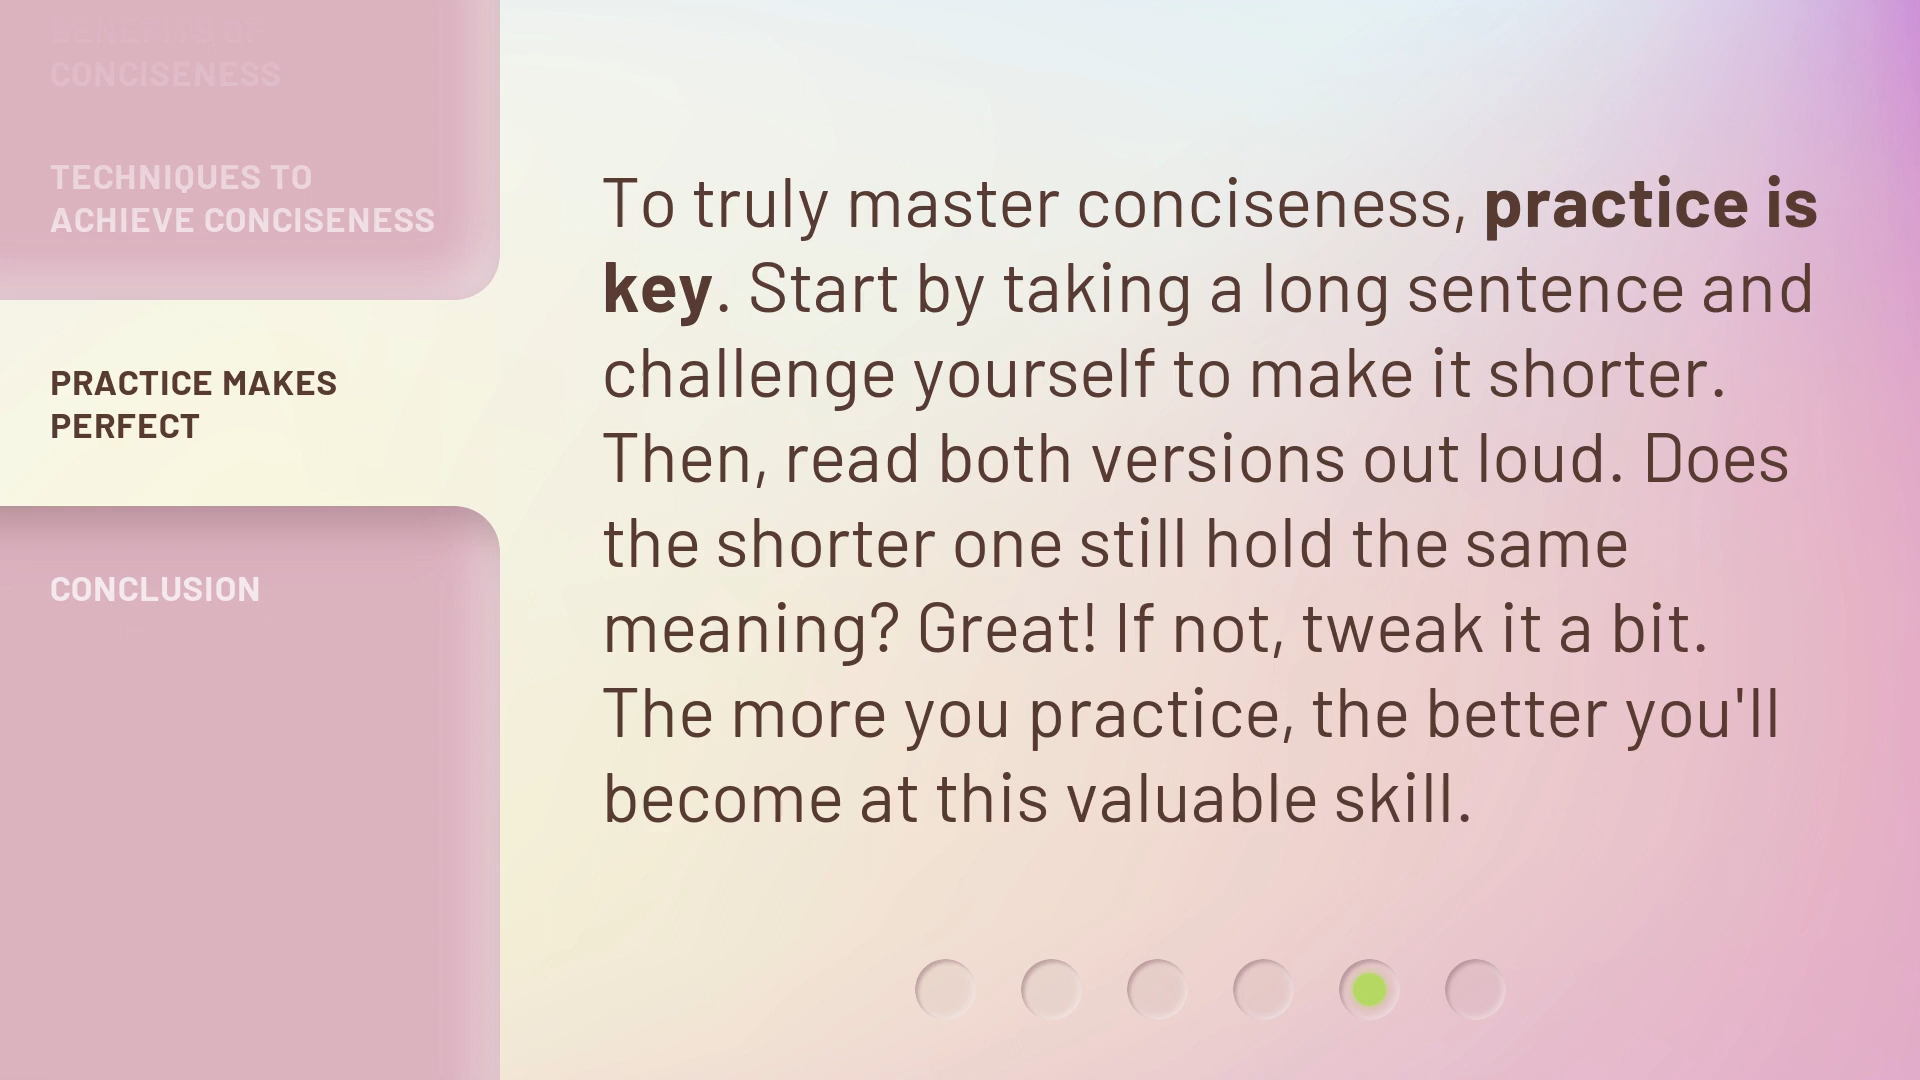 BENEFITS OF
CONCISENESS
TECHNIQUES TO
ACHIEVE CONCISENESS
PRACTICE MAKES
PERFECT
CONCLUSION
To truly master conciseness, practice is
key. Start by taking a long sentence and
challenge yourself to make it shorter.
Then, read both versions out loud. Does
the shorter one still hold the same
meaning? Great! If not, tweak it a bit.
The more you practice, the better you'll
become at this valuable skill.